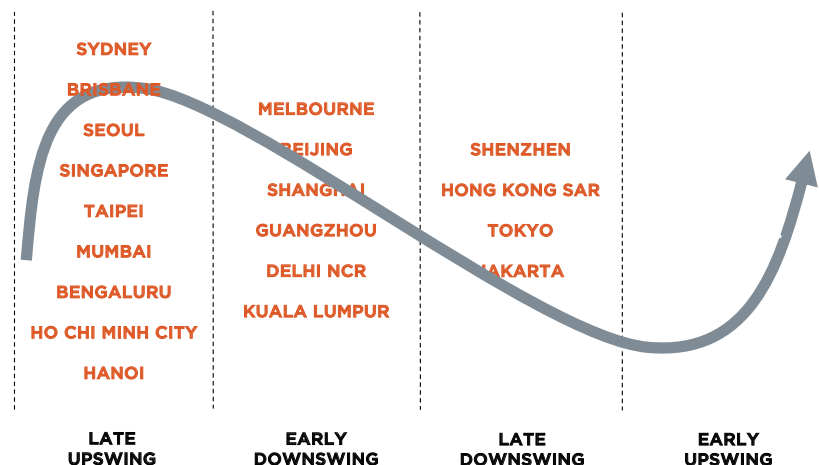 SYDNEY
BRISBANE
SEOUL
SINGAPORE
TAIPEI
MUMBAI
BENGALURU
HO CHI MINH CITY
HANOI
MELBOURNE
BEIJING
SHANGHAI
GUANGZHOU
DELHI NCR
KUALA LUMPUR
SHENZHEN
HONG KONG SAR
TOKYO
JAKARTA
LATE
UPSWING
EARLY
DOWNSWING
LATE
DOWNSWING
EARLY
UPSWING